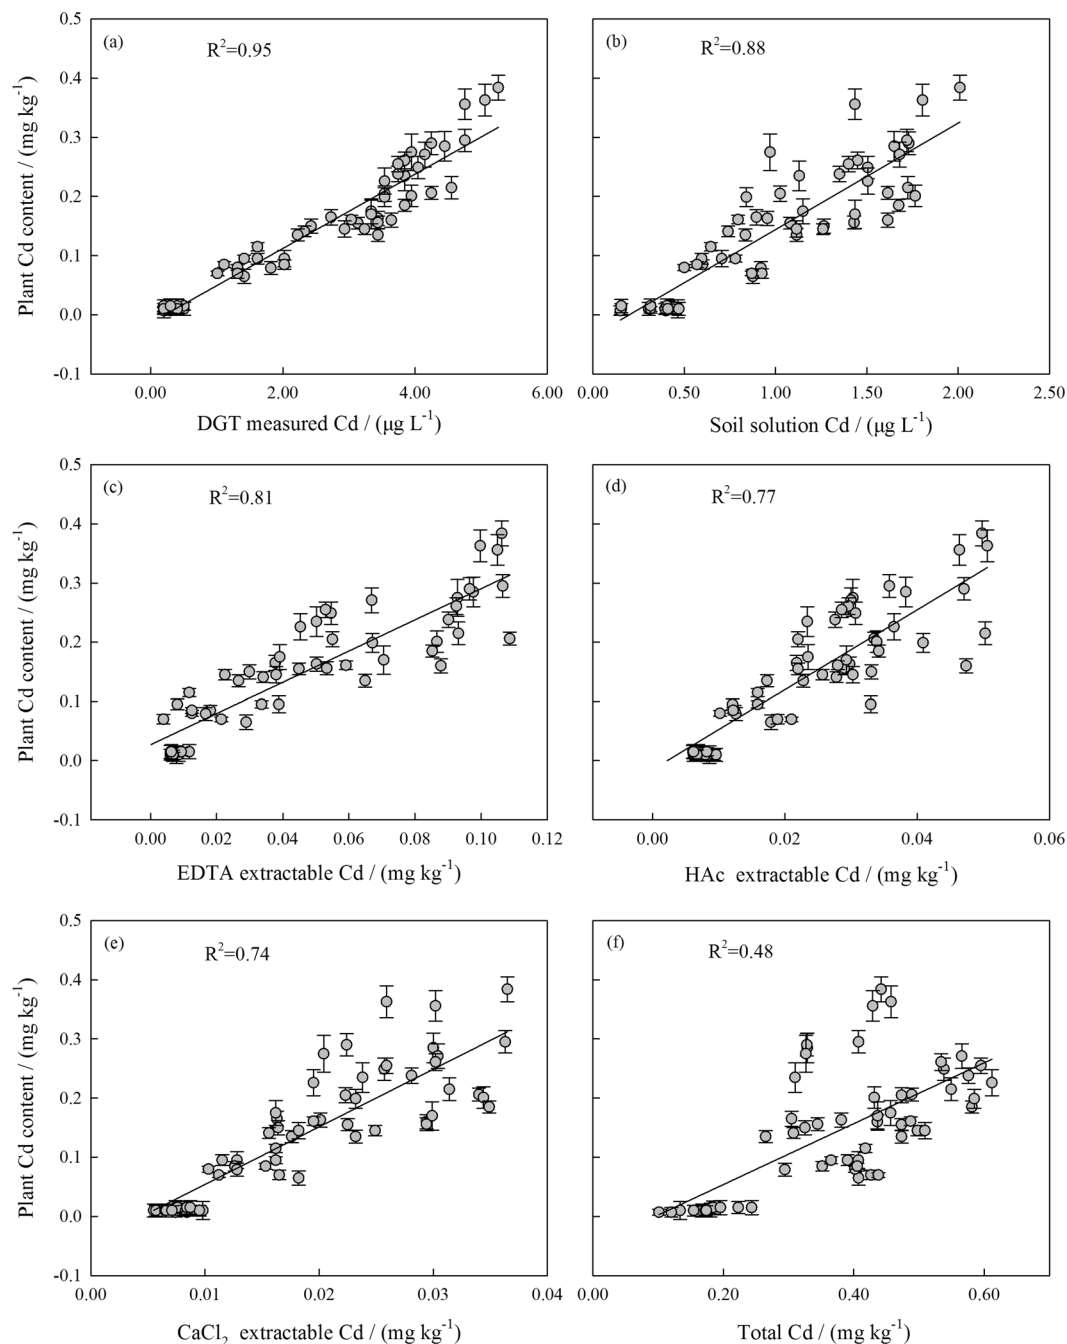 (a)
R²=0.95
0.5
0.4
0.3
0.2
0.1
0.0
-0.1
Plant Cd content / (mg kg⁻¹)
0.00 2.00 4.00 6.00
DGT measured Cd / (μg L⁻¹)
(b)
R²=0.88
0.00 0.50 1.00 1.50 2.00 2.50
Soil solution Cd / (μg L⁻¹)
(c)
R²=0.81
0.5
0.4
0.3
0.2
0.1
0.0
-0.1
Plant Cd content / (mg kg⁻¹)
0.00 0.02 0.04 0.06 0.08 0.10 0.12
EDTA extractable Cd / (mg kg⁻¹)
(d)
R²=0.77
0.00 0.02 0.04 0.06
HAc extractable Cd / (mg kg⁻¹)
(e)
R²=0.74
0.5
0.4
0.3
0.2
0.1
0.0
-0.1
Plant Cd content / (mg kg⁻¹)
0.00 0.01 0.02 0.03 0.04
CaCl₂ extractable Cd / (mg kg⁻¹)
(f)
R²=0.48
0.00 0.20 0.40 0.60
Total Cd / (mg kg⁻¹)